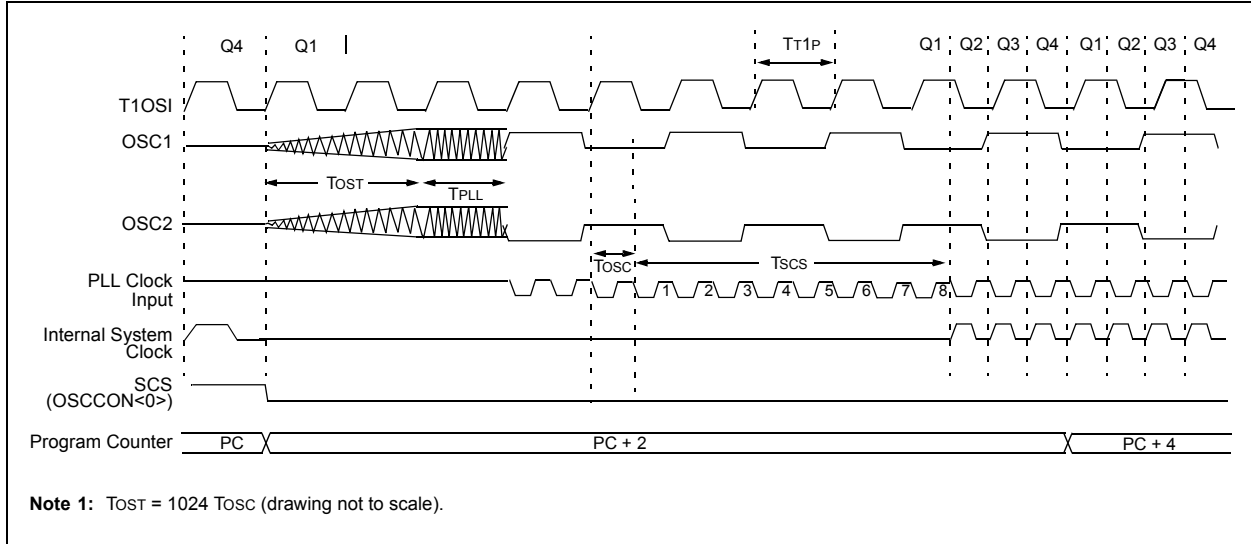 Q4 Q1 TT1P Q1 Q2 Q3 Q4 Q1 Q2 Q3 Q4
T1OSI
OSC1
TOST
TPLL
OSC2
TOSC TSCS
PLL Clock
Input
1 2 3 4 5 6 7 8
Internal System
Clock
SCS
(OSCCON<0>)
Program Counter PC PC + 2 PC + 4
Note 1: TOST = 1024 TOSC (drawing not to scale).